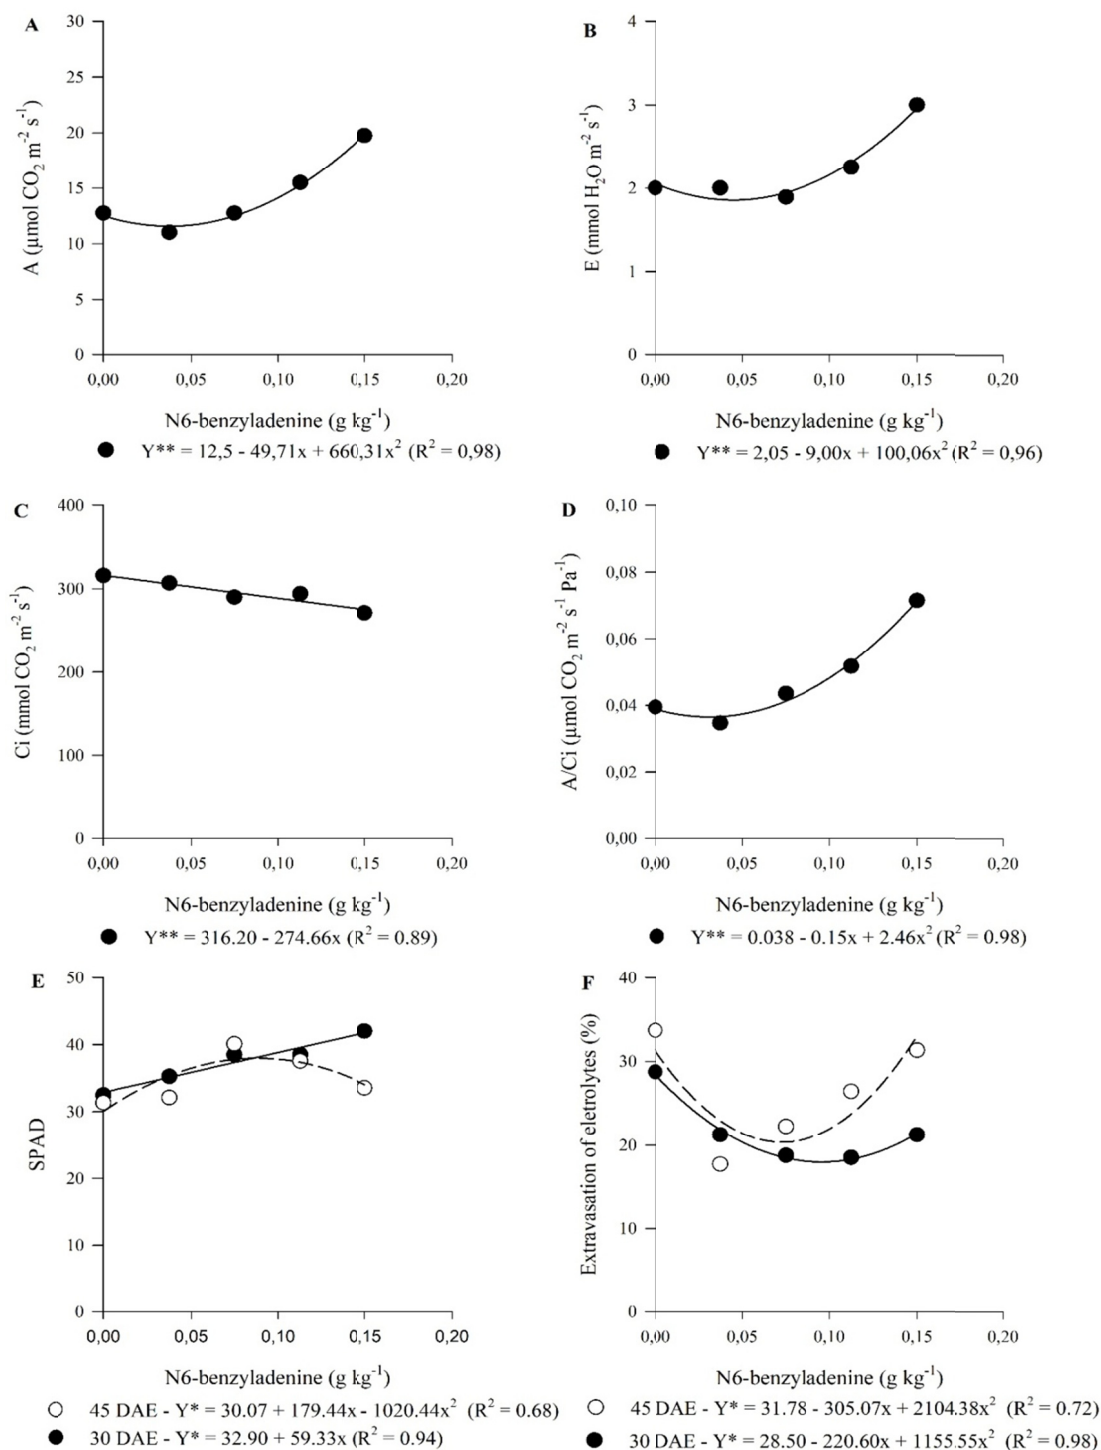 A
30
25
20
15
10
5
0
A (µmol CO2 m-2 s-1)
0,00 0,05 0,10 0,15 0,20
N6-benzyladenine (g kg-1)
Y** = 12,5 - 49,71x + 660,31x2 (R2 = 0,98)
B
4
3
2
1
0
E (mmol H2O m-2 s-1)
0,00 0,05 0,10 0,15 0,20
N6-benzyladenine (g kg-1)
Y** = 2,05 - 9,00x + 100,06x2 (R2 = 0,96)
C
400
300
200
100
0
Ci (mmol CO2 m-2 s-1)
0,00 0,05 0,10 0,15 0,20
N6-benzyladenine (g kg-1)
Y** = 316.20 - 274.66x (R2 = 0.89)
D
0,10
0,08
0,06
0,04
0,02
0,00
A/Ci (µmol CO2 m-2 s-1 Pa-1)
0,00 0,05 0,10 0,15 0,20
N6-benzyladenine (g kg-1)
Y** = 0.038 - 0.15x + 2.46x2 (R2 = 0.98)
E
50
40
30
20
10
0
SPAD
0,00 0,05 0,10 0,15 0,20
N6-benzyladenine (g kg-1)
45 DAE - Y* = 30.07 + 179.44x - 1020.44x2 (R2 = 0.68)
30 DAE - Y* = 32.90 + 59.33x (R2 = 0.94)
F
40
30
20
10
0
Extravasation of eletrolytes (%)
0,00 0,05 0,10 0,15 0,20
N6-benzyladenine (g kg-1)
45 DAE - Y* = 31.78 - 305.07x + 2104.38x2 (R2 = 0.72)
30 DAE - Y* = 28.50 - 220.60x + 1155.55x2 (R2 = 0.98)